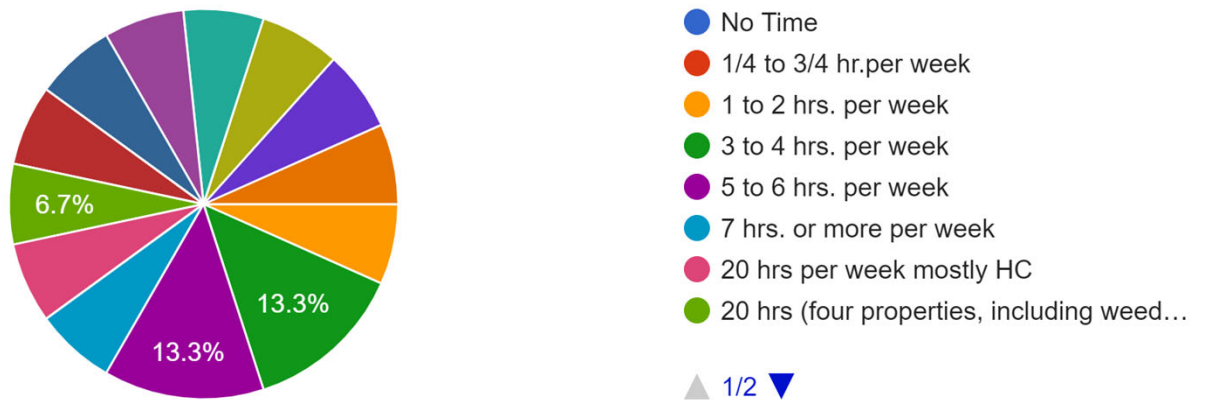 No Time
1/4 to 3/4 hr.per week
1 to 2 hrs. per week
3 to 4 hrs. per week
5 to 6 hrs. per week
7 hrs. or more per week
20 hrs per week mostly HC
20 hrs (four properties, including weed…
1/2
6.7%
13.3%
13.3%